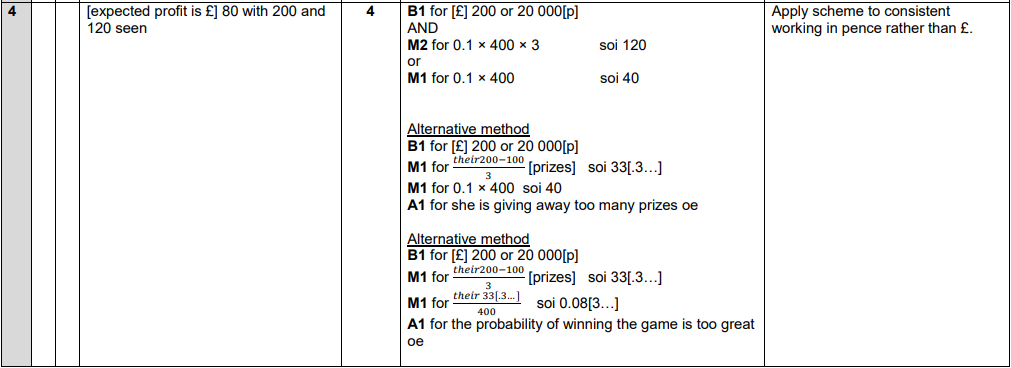 4
[expected profit is £] 80 with 200 and
120 seen
4
B1 for [£] 200 or 20 000[p]
AND
M2 for 0.1 × 400 × 3 soi 120
or
M1 for 0.1 × 400 soi 40
Alternative method
B1 for [£] 200 or 20 000[p]
M1 for their200−100/3 [prizes] soi 33[.3…]
M1 for 0.1 × 400 soi 40
A1 for she is giving away too many prizes oe
Alternative method
B1 for [£] 200 or 20 000[p]
M1 for their200−100/3 [prizes] soi 33[.3…]
M1 for their 33[.3…]/400 soi 0.08[3…]
A1 for the probability of winning the game is too great
oe
Apply scheme to consistent
working in pence rather than £.